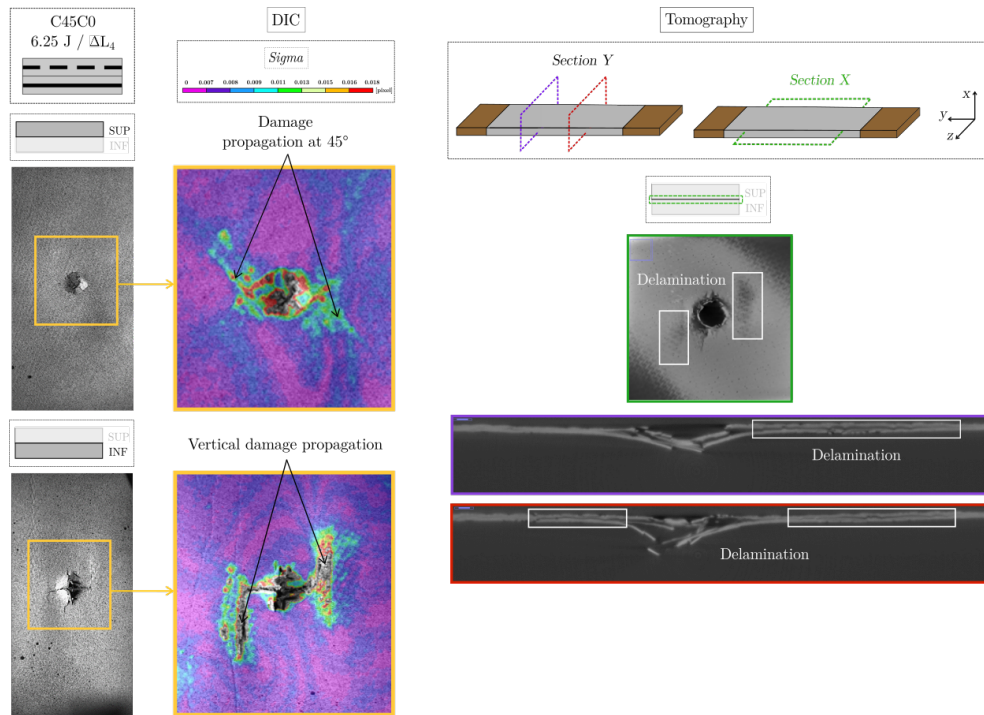 C45C0
6.25 J / ΔL₄
SUP
INF
SUP
INF
DIC
Sigma
0 0.007 0.008 0.009 0.010 0.011 0.013 0.015 0.016 0.018
[pixel]
Damage
propagation at 45°
Vertical damage propagation
Tomography
Section Y
Section X
X
y
Z
SUP
INF
Delamination
Delamination
Delamination